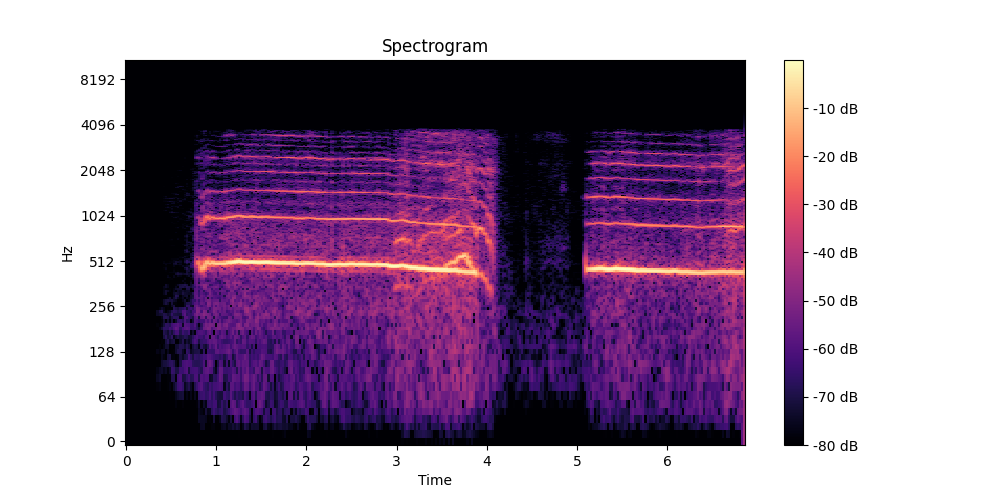 Spectrogram
8192
4096
2048
1024
512
256
128
64
0
Hz
0 1 2 3 4 5 6
Time
-10 dB
-20 dB
-30 dB
-40 dB
-50 dB
-60 dB
-70 dB
-80 dB